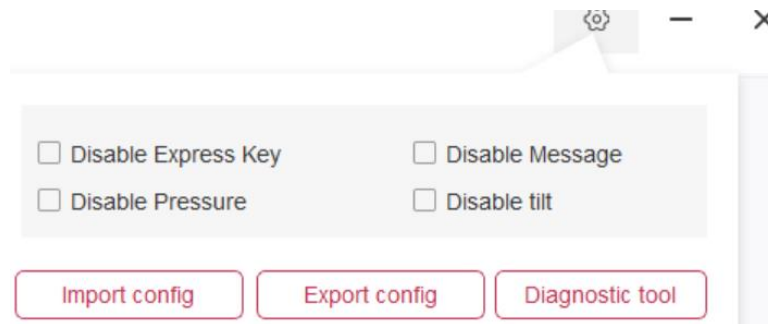 Disable Express Key Disable Message
Disable Pressure Disable tilt
Import config Export config Diagnostic tool